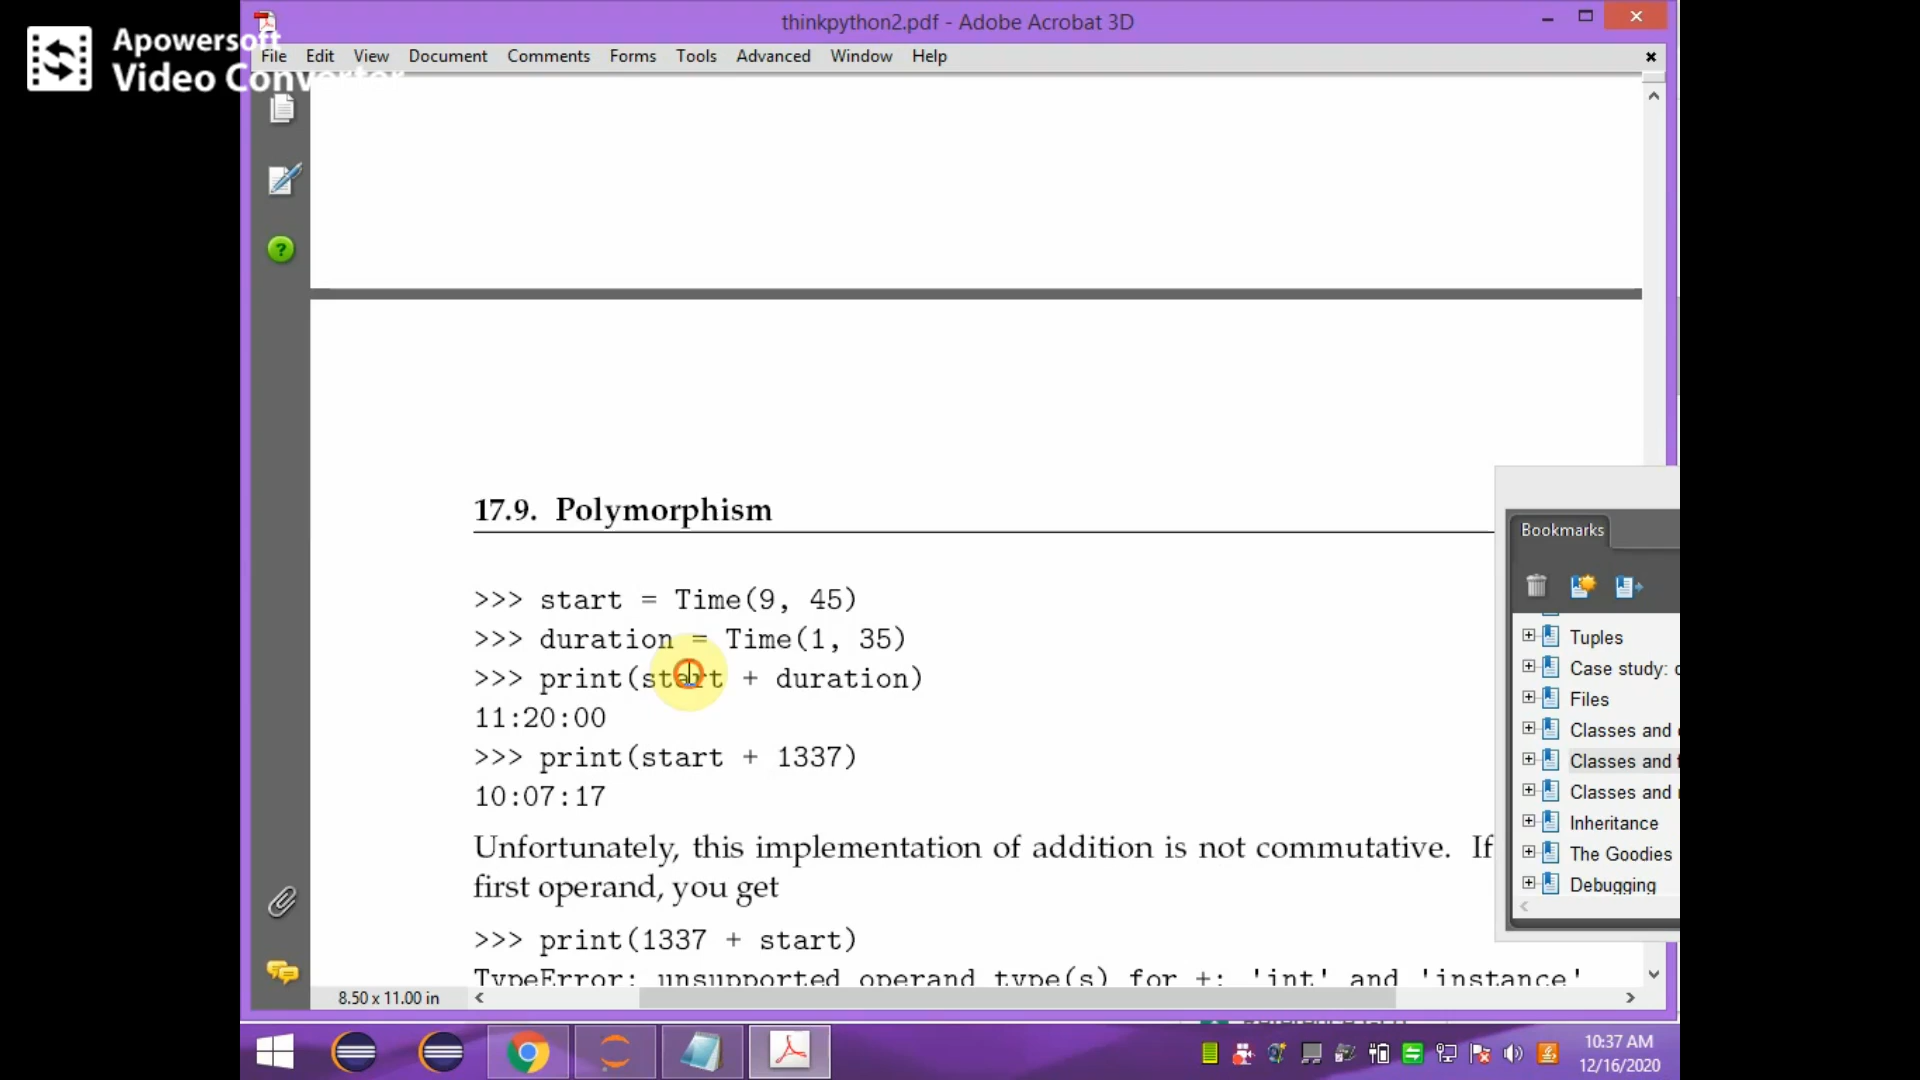 Apowersoft
Video Converter
thinkpython2.pdf - Adobe Acrobat 3D
File Edit View Document Comments Forms Tools Advanced Window Help
17.9. Polymorphism
>>> start = Time(9, 45)
>>> duration = Time(1, 35)
>>> print(start + duration)
11:20:00
>>> print(start + 1337)
10:07:17
Unfortunately, this implementation of addition is not commutative. If
first operand, you get
>>> print(1337 + start)
TypeError: unsupported operand type(s) for +: 'int' and 'instance'
Bookmarks
Tuples
Case study:
Files
Classes and
Classes and
Classes and
Inheritance
The Goodies
Debugging
8.50 x 11.00 in
10:37 AM
12/16/2020